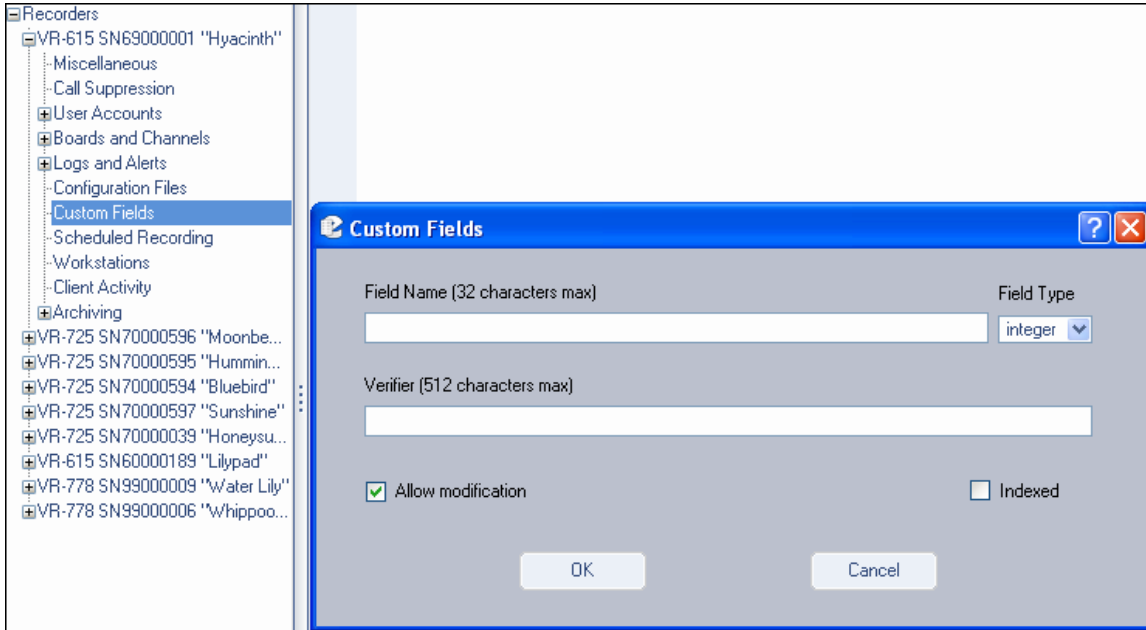 Recorders
VR-615 SN69000001 "Hyacinth"
Miscellaneous
Call Suppression
User Accounts
Boards and Channels
Logs and Alerts
Configuration Files
Custom Fields
Scheduled Recording
Workstations
Client Activity
Archiving
VR-725 SN70000596 "Moonbe...
VR-725 SN70000595 "Hummin...
VR-725 SN70000594 "Bluebird"
VR-725 SN70000597 "Sunshine"
VR-725 SN70000039 "Honeysu...
VR-615 SN60000189 "Lilypad"
VR-778 SN99000009 "Water Lily"
VR-778 SN99000006 "Whippoo...
Custom Fields
Field Name (32 characters max)
Field Type
integer
Verifier (512 characters max)
Allow modification
Indexed
OK
Cancel